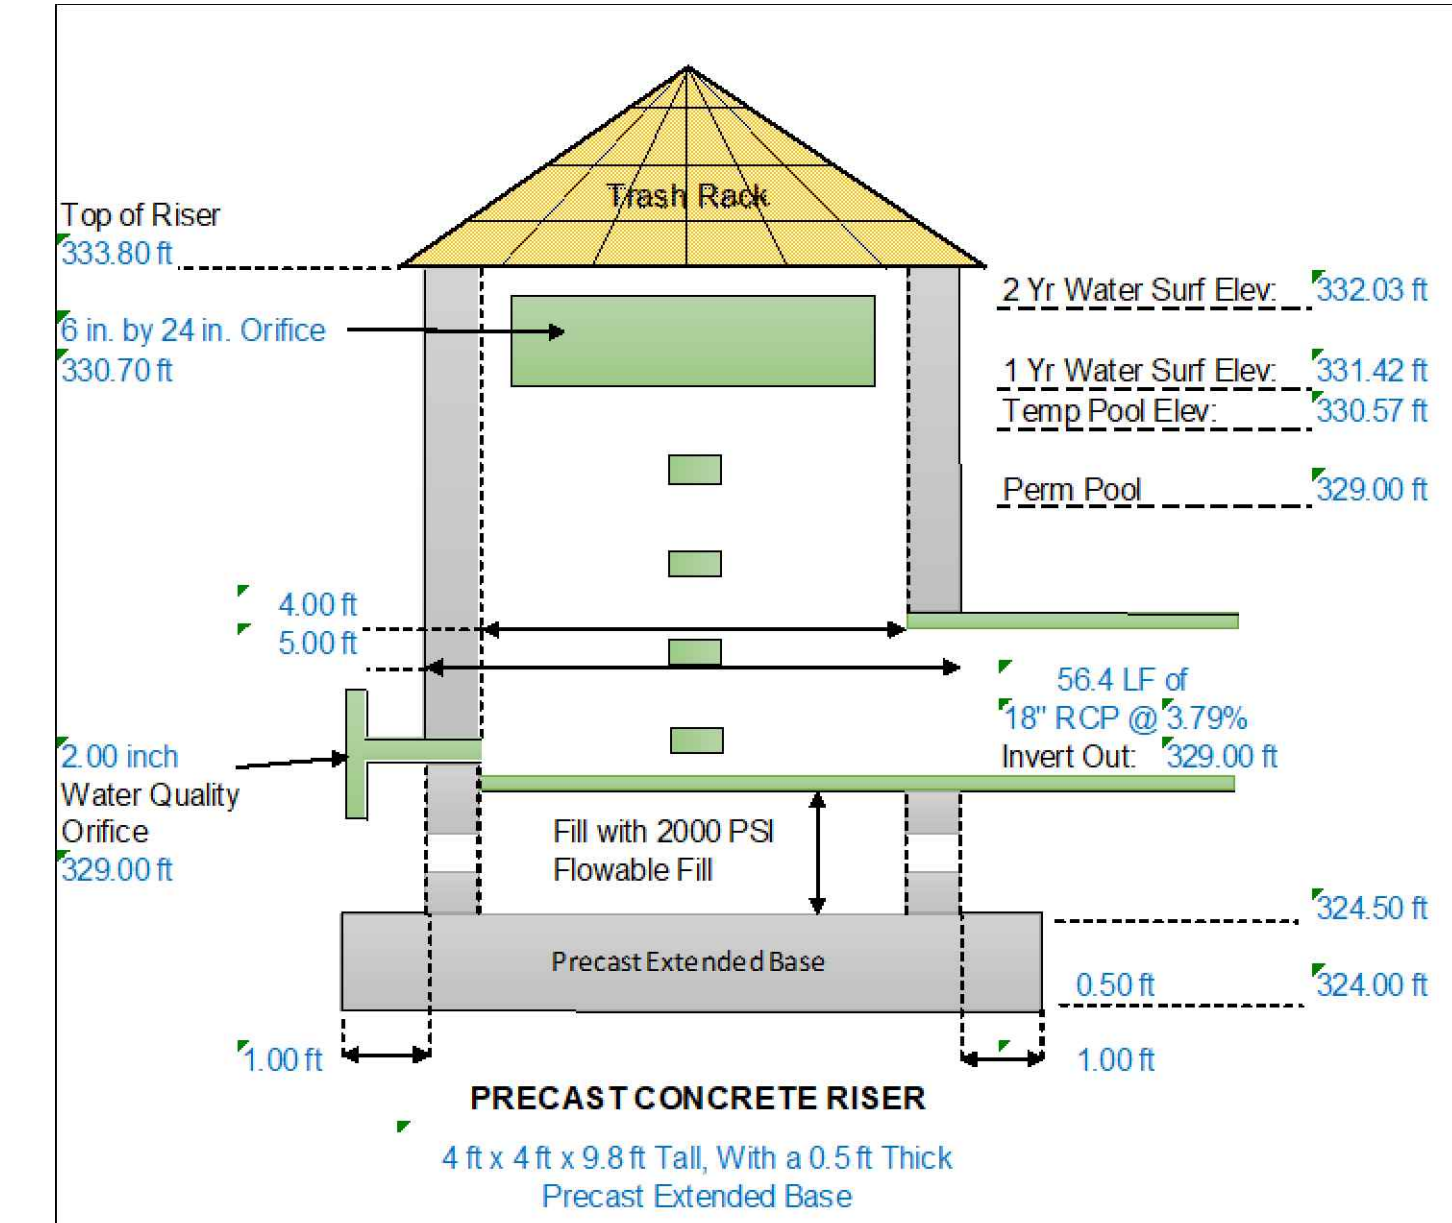 Trash Rack
Top of Riser
333.80 ft
6 in. by 24 in. Orifice
330.70 ft
2 Yr Water Surf Elev: 332.03 ft
1 Yr Water Surf Elev: 331.42 ft
Temp Pool Elev: 330.57 ft
Perm Pool 329.00 ft
4.00 ft
5.00 ft
56.4 LF of
18" RCP @ 3.79%
Invert Out: 329.00 ft
2.00 inch
Water Quality
Orifice
329.00 ft
Fill with 2000 PSI
Flowable Fill
324.50 ft
Precast Extended Base
0.50 ft 324.00 ft
1.00 ft 1.00 ft
PRECAST CONCRETE RISER
4 ft x 4 ft x 9.8 ft Tall, With a 0.5 ft Thick
Precast Extended Base